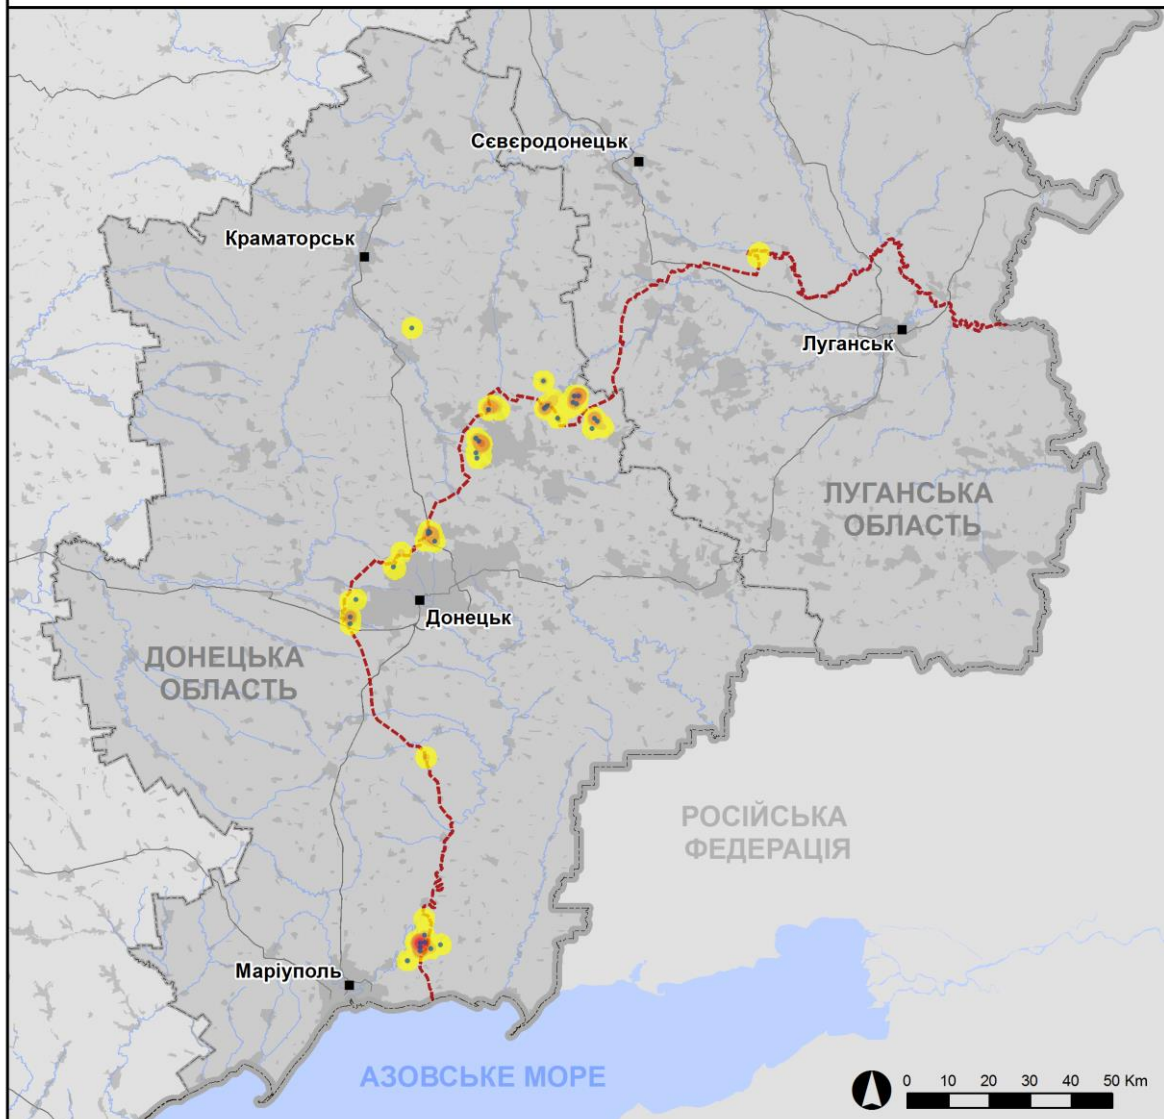 Сєвєродонецьк
Краматорськ
Луганськ
ЛУГАНСЬКА
ОБЛАСТЬ
Донецьк
ДОНЕЦЬКА
ОБЛАСТЬ
РОСІЙСЬКА
ФЕДЕРАЦІЯ
Маріуполь
АЗОВСЬКЕ МОРЕ
0 10 20 30 40 50 Km